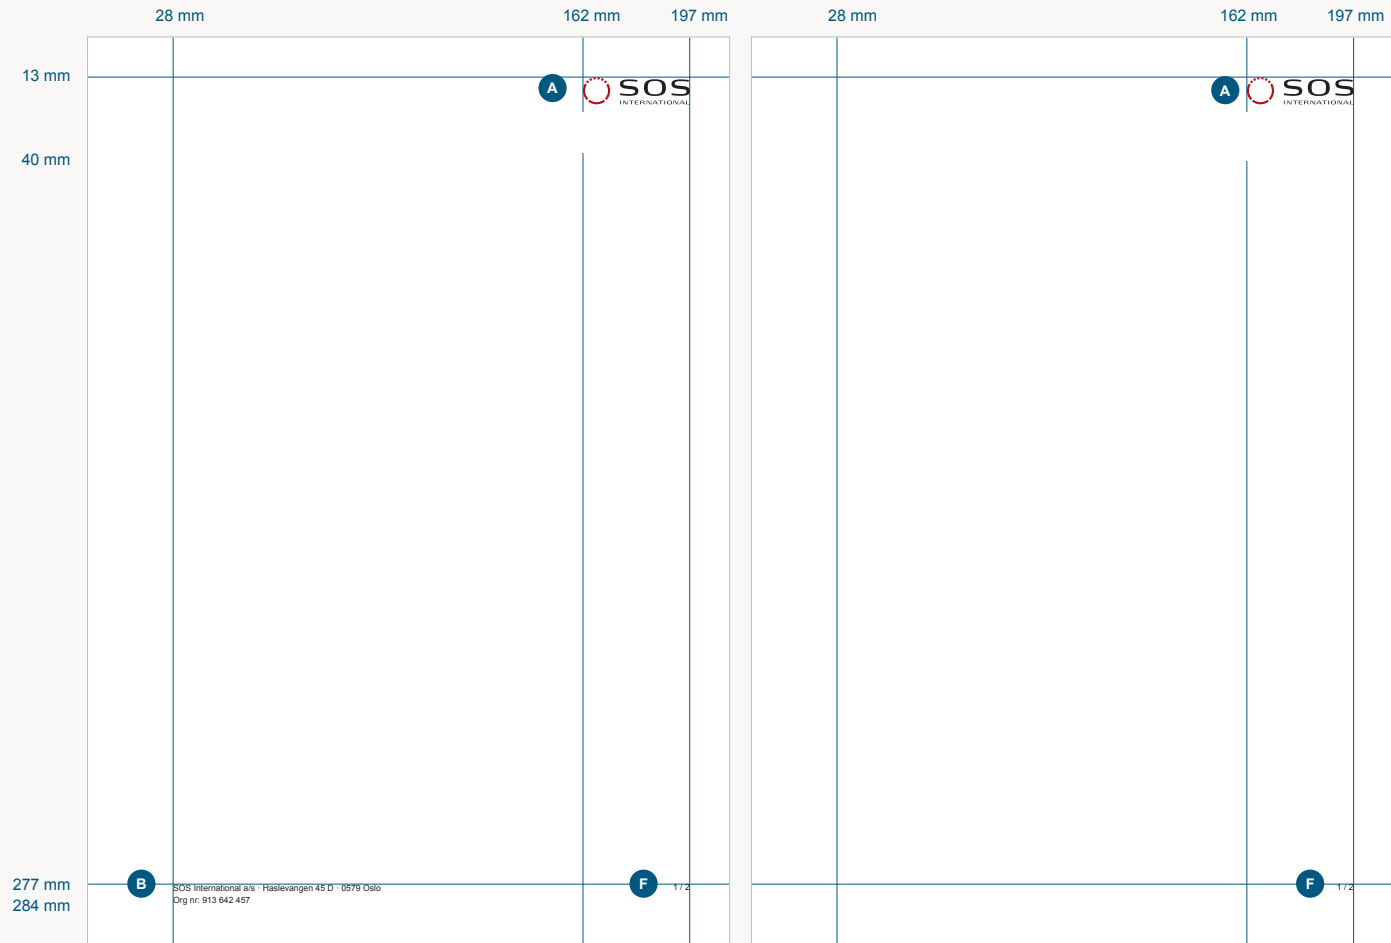 28 mm 162 mm 197 mm 28 mm 162 mm 197 mm
13 mm
A SOS A SOS
INTERNATIONAL INTERNATIONAL
40 mm
277 mm B SOS International a/s · Haslevangen 45 D · 0579 Oslo F 1 / 2 F 1 / 2
284 mm Org nr: 913 642 457